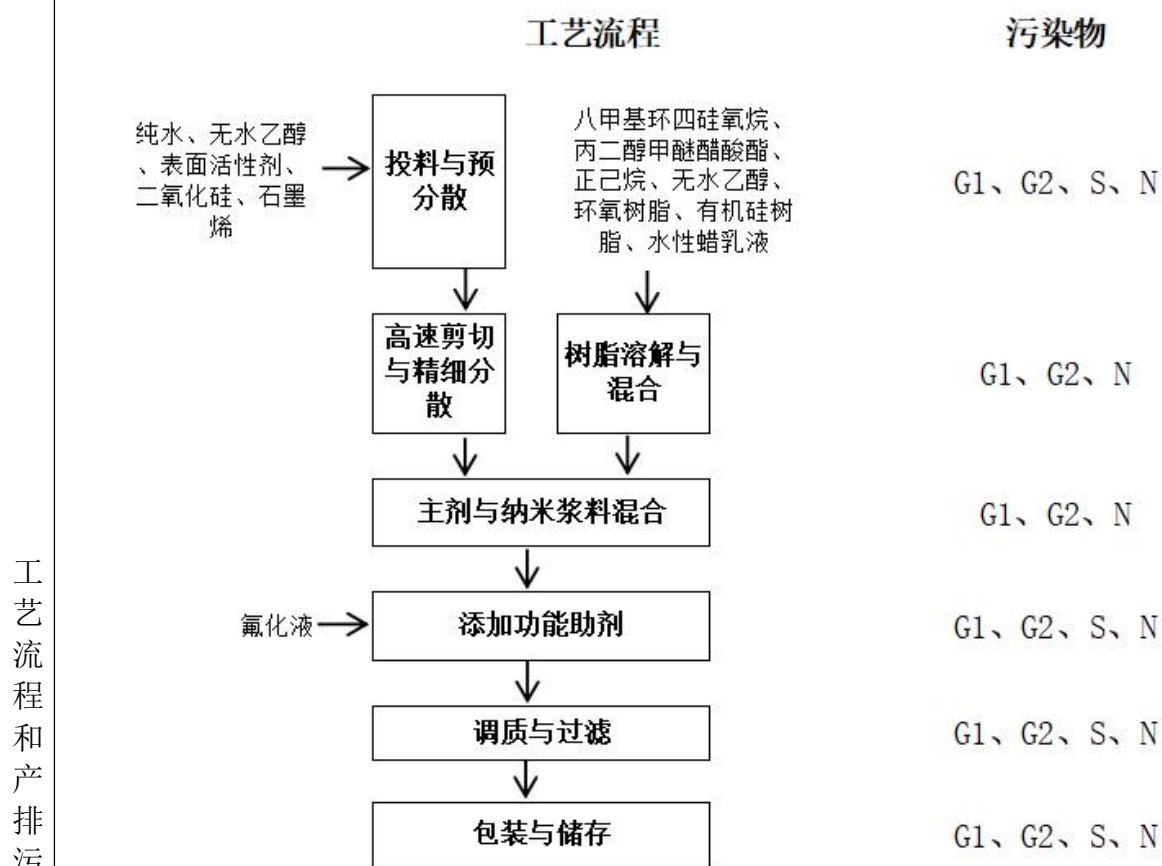 工艺流程
污染物
纯水、无水乙醇
、表面活性剂、
二氧化硅、石墨
烯
投料与预
分散
八甲基环四硅氧烷、
丙二醇甲醚醋酸酯、
正己烷、无水乙醇、
环氧树脂、有机硅树
脂、水性蜡乳液
G1、G2、S、N
高速剪切
与精细分
散
树脂溶解与
混合
G1、G2、N
主剂与纳米浆料混合
G1、G2、N
氟化液
添加功能助剂
G1、G2、S、N
调质与过滤
G1、G2、S、N
包装与储存
G1、G2、S、N
工
艺
流
程
和
产
排
污